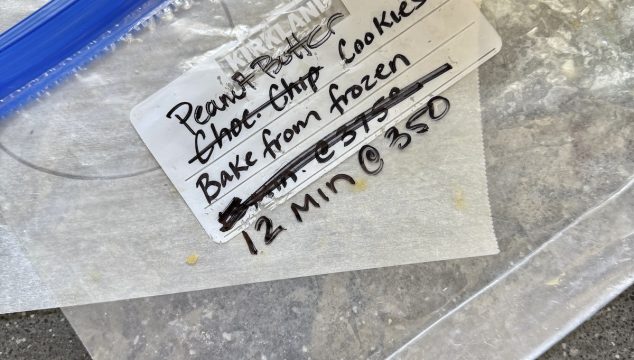 KIRKLAND
Peanut Butter
Choc. Chip Cookies
Bake from frozen
12 Min @ 350